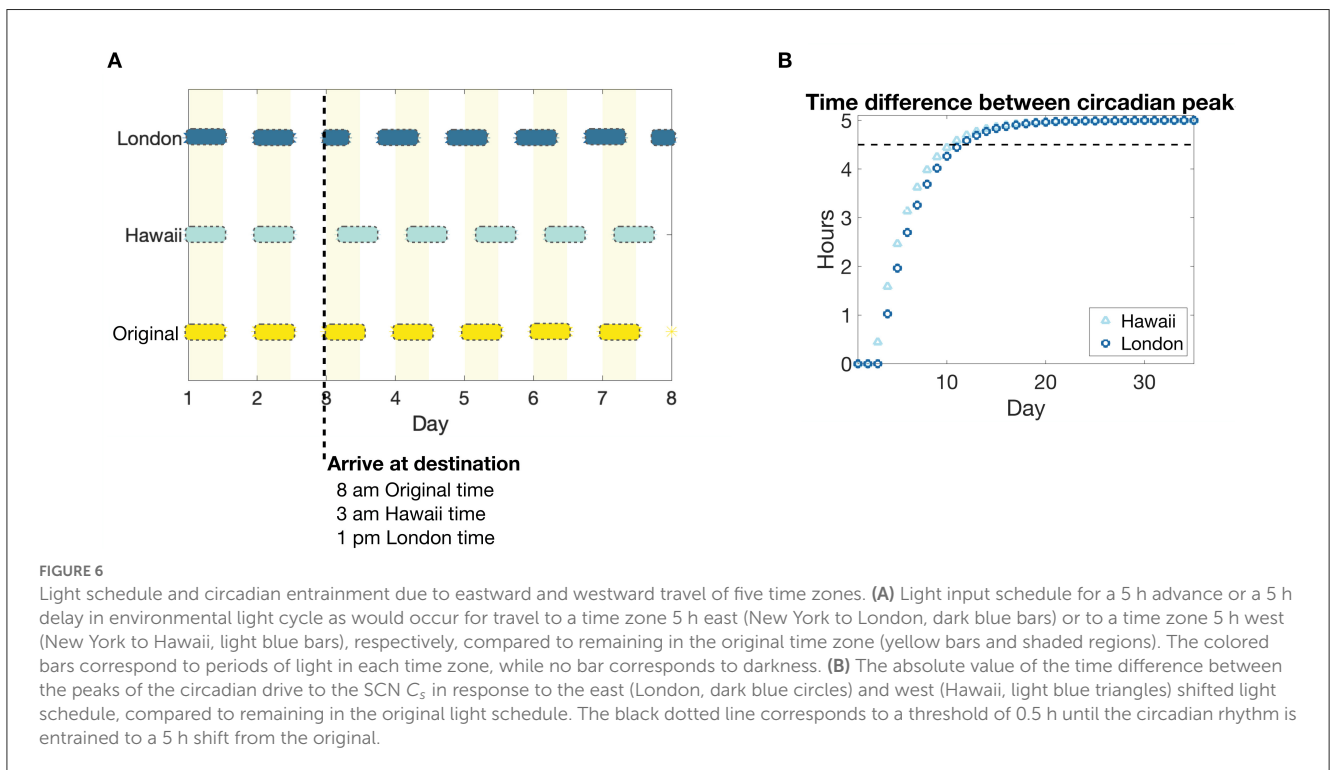 A
London
Hawaii
Original
1 2 3 4 5 6 7 8
Day
Arrive at destination
8 am Original time
3 am Hawaii time
1 pm London time
B
Time difference between circadian peak
5
4
3
2
1
0
Hours
10 20 30
Day
Hawaii
London
FIGURE 6
Light schedule and circadian entrainment due to eastward and westward travel of five time zones. (A) Light input schedule for a 5 h advance or a 5 h
delay in environmental light cycle as would occur for travel to a time zone 5 h east (New York to London, dark blue bars) or to a time zone 5 h west
(New York to Hawaii, light blue bars), respectively, compared to remaining in the original time zone (yellow bars and shaded regions). The colored
bars correspond to periods of light in each time zone, while no bar corresponds to darkness. (B) The absolute value of the time difference between
the peaks of the circadian drive to the SCN Cs in response to the east (London, dark blue circles) and west (Hawaii, light blue triangles) shifted light
schedule, compared to remaining in the original light schedule. The black dotted line corresponds to a threshold of 0.5 h until the circadian rhythm is
entrained to a 5 h shift from the original.